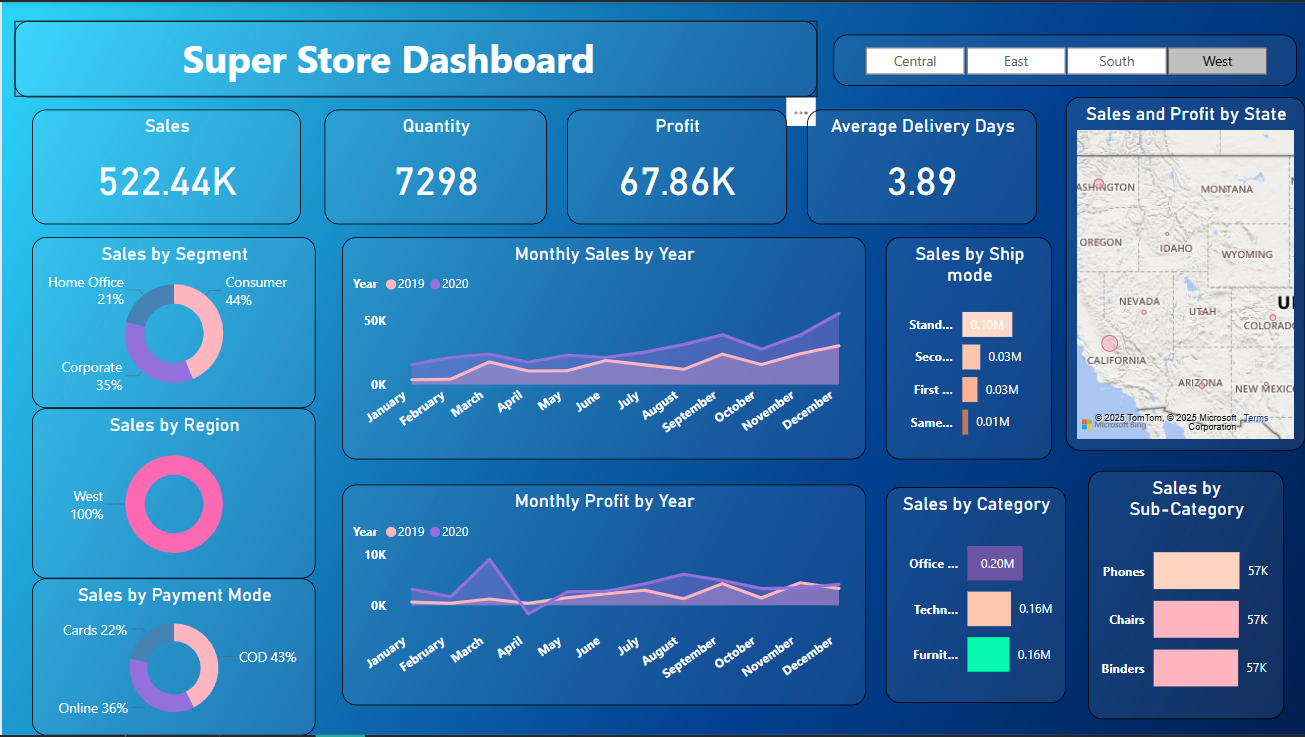 Super Store Dashboard
Central
East
South
West
Sales
522.44K
Quantity
7298
Profit
67.86K
Average Delivery Days
3.89
Sales and Profit by State
ASHINGTON
MONTANA
OREGON
IDAHO
WYOMING
NEVADA
UTAH
COLORADO
CALIFORNIA
ARIZONA
NEW MEXIC
© 2025 TomTom, © 2025 Microsoft Corporation
Terms
Microsoft Bing
Sales by Segment
Home Office
21%
Consumer
44%
Corporate
35%
Monthly Sales by Year
Year 2019 2020
50K
0K
January February March April May June July August September October November December
Sales by Ship
mode
Stand... 0.10M
Seco... 0.03M
First ... 0.03M
Same... 0.01M
Sales by Region
West
100%
Monthly Profit by Year
Year 2019 2020
10K
0K
January February March April May June July August September October November December
Sales by Category
Office ... 0.20M
Techn... 0.16M
Furnit... 0.16M
Sales by
Sub-Category
Phones 57K
Chairs 57K
Binders 57K
Sales by Payment Mode
Cards 22%
COD 43%
Online 36%